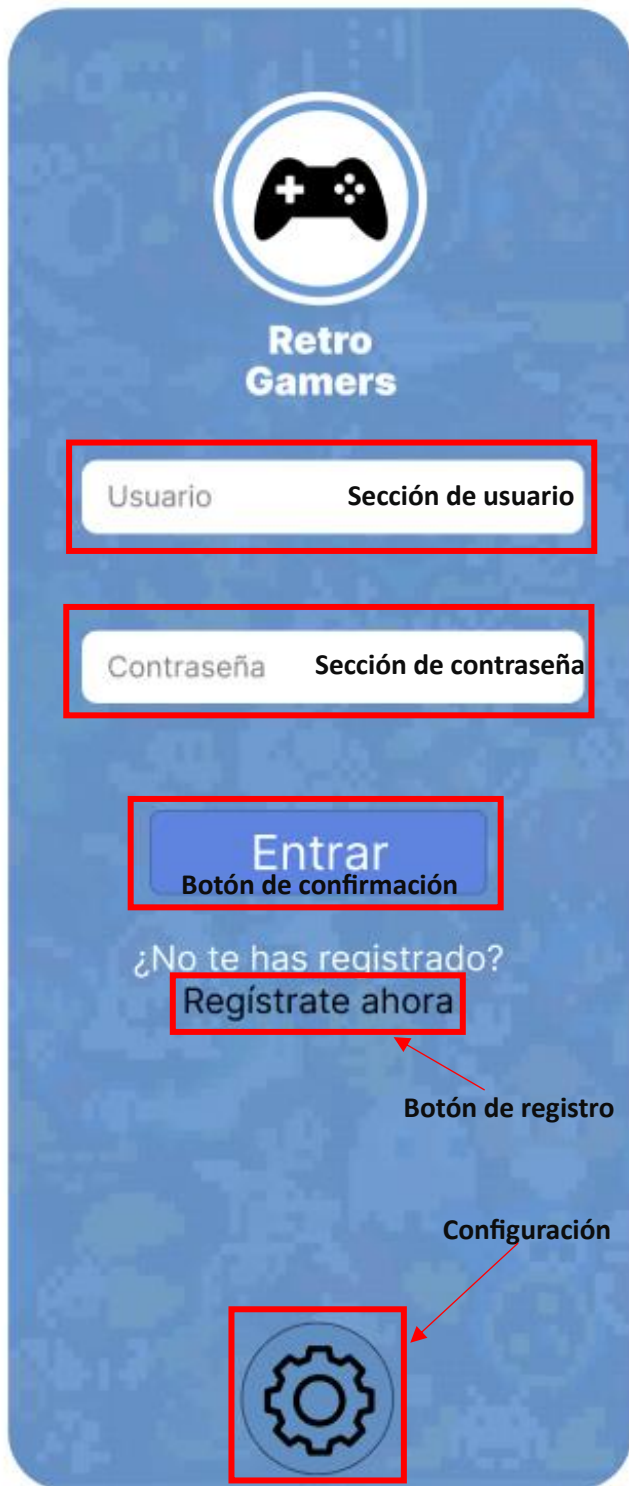 Retro
Gamers
Usuario Sección de usuario
Contraseña Sección de contraseña
Entrar
Botón de confirmación
¿No te has registrado?
Regístrate ahora
Botón de registro
Configuración